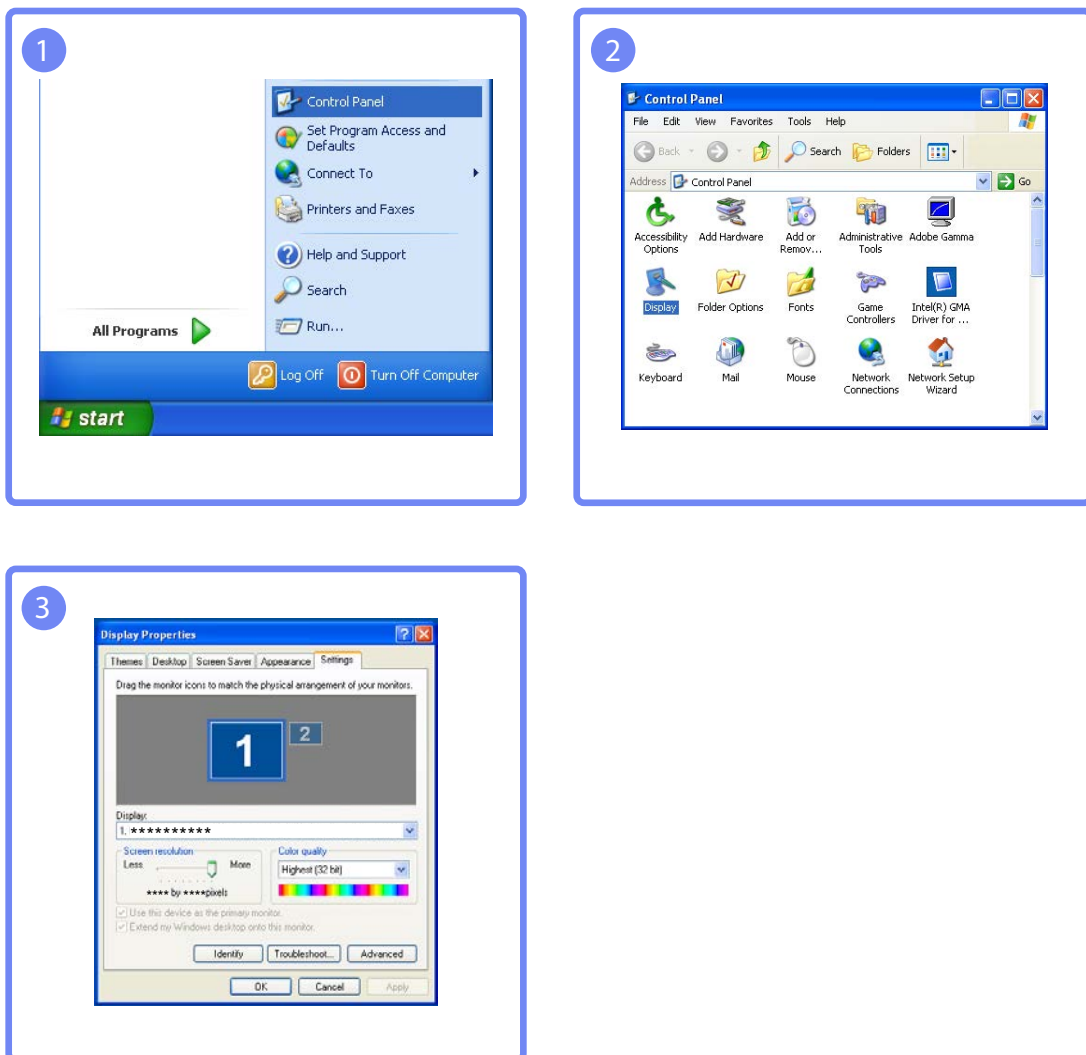 1
Control Panel
Set Program Access and
Defaults
Connect To
Printers and Faxes
Help and Support
Search
Run...
All Programs
Log Off
Turn Off Computer
start
2
Control Panel
File Edit View Favorites Tools Help
Back Search Folders
Address Control Panel Go
Accessibility Options
Add Hardware
Add or Remov...
Administrative Tools
Adobe Gamma
Display
Folder Options
Fonts
Game Controllers
Intel(R) GMA Driver for ...
Keyboard
Mail
Mouse
Network Connections
Network Setup Wizard
3
Display Properties
Themes Desktop Screen Saver Appearance Settings
Drag the monitor icons to match the physical arrangement of your monitors.
1 2
Display:
1. **********
Screen resolution
Less More
**** by ****pixels
Color quality
Highest (32 bit)
Use this device as the primary monitor.
Extend my Windows desktop onto this monitor.
Identify Troubleshoot... Advanced
OK Cancel Apply